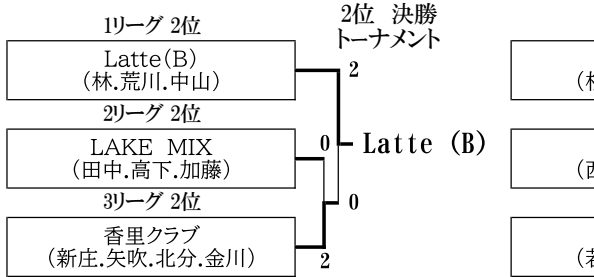 1リーグ 2位
2位 決勝
トーナメント
Latte(B)
(林.荒川.中山)
2
2リーグ 2位
LAKE MIX
(田中.高下.加藤)
0
Latte (B)
3リーグ 2位
0
香里クラブ
(新庄.矢吹.北分.金川)
2